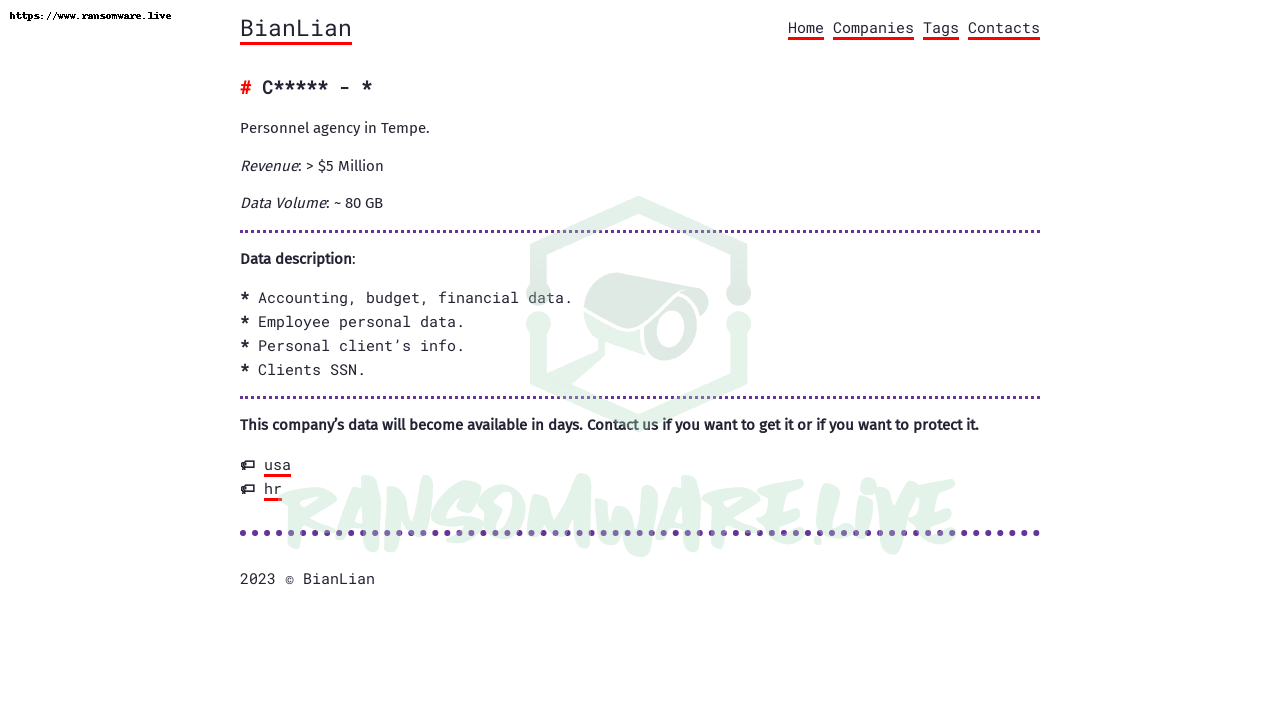 https://www.ransomware.live
BianLian
Home Companies Tags Contacts
# C***** - *
Personnel agency in Tempe.
Revenue: > $5 Million
Data Volume: ~ 80 GB
Data description:
* Accounting, budget, financial data.
* Employee personal data.
* Personal client’s info.
* Clients SSN.
This company’s data will become available in days. Contact us if you want to get it or if you want to protect it.
usa
hr
RANSOMWARE.LIVE
2023 © BianLian